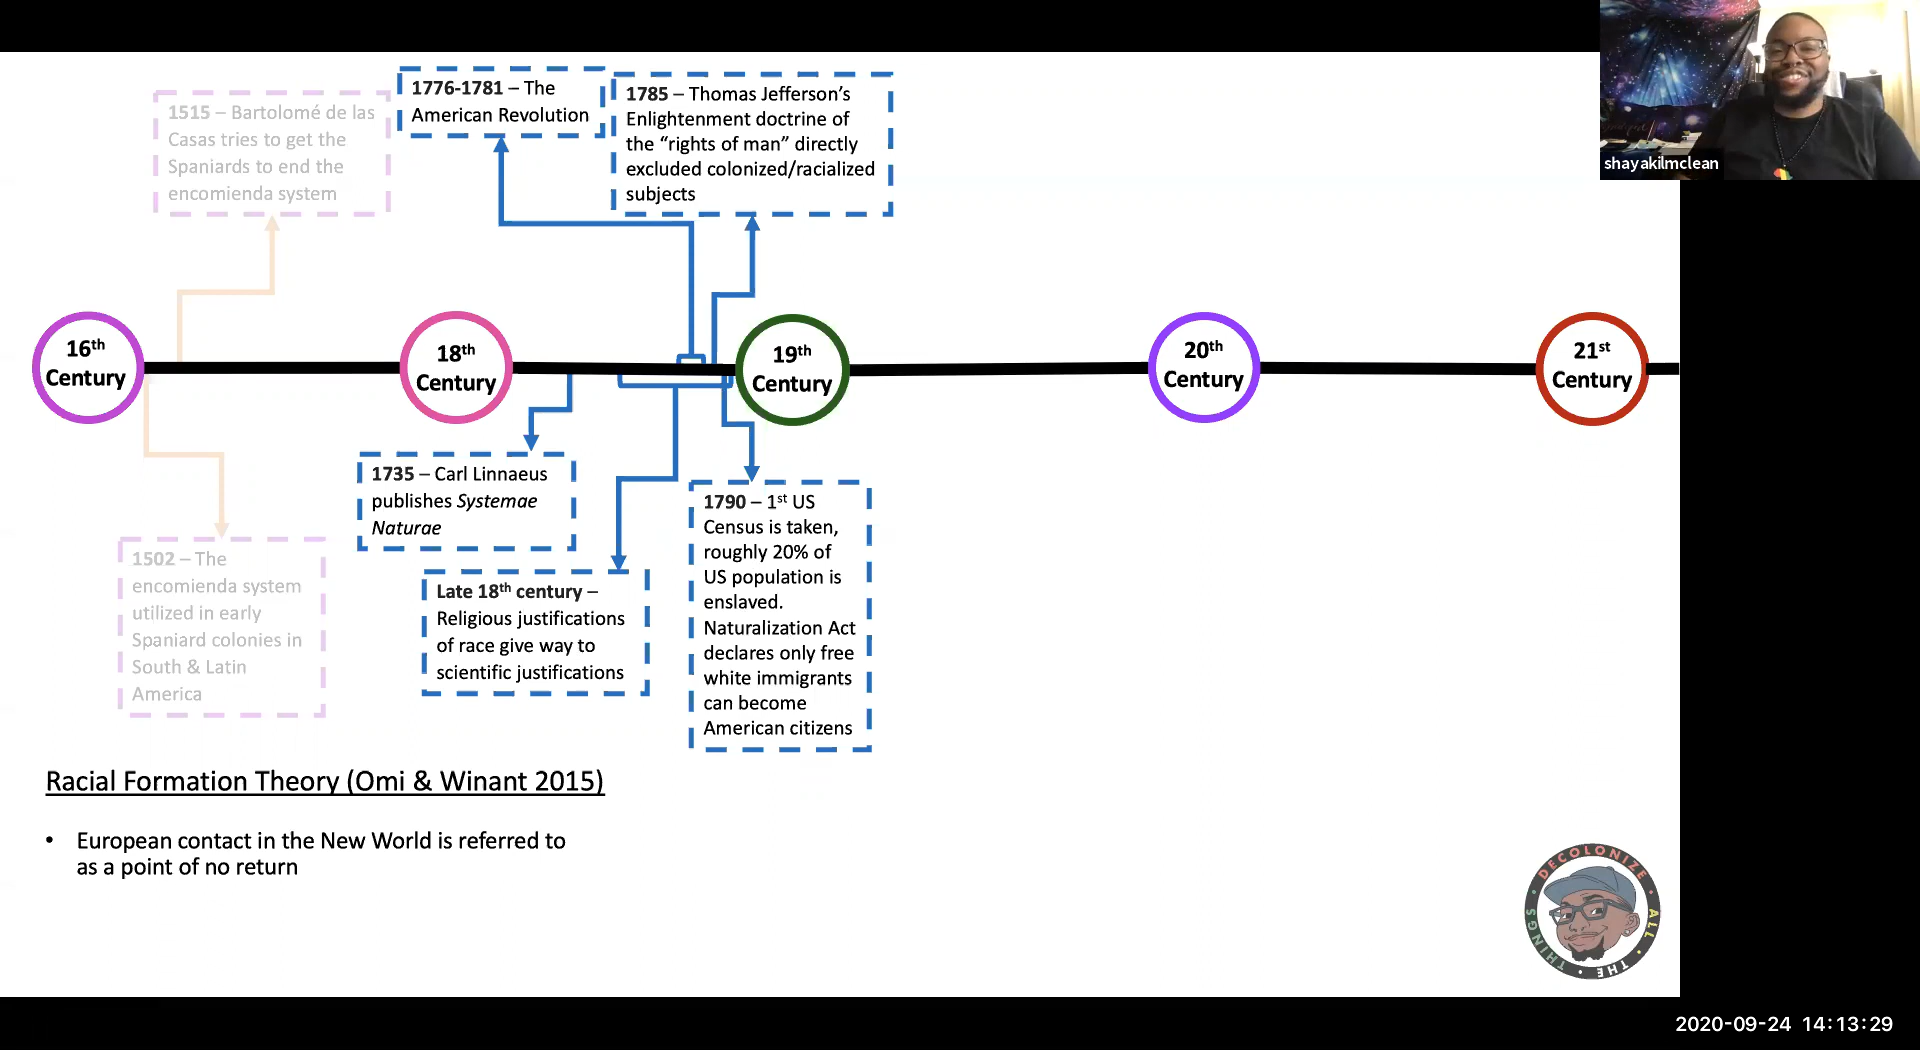 shayakilmclean
1515 – Bartolomé de las
Casas tries to get the
Spaniards to end the
encomienda system
1776-1781 – The
American Revolution
1785 – Thomas Jefferson’s
Enlightenment doctrine of
the “rights of man” directly
excluded colonized/racialized
subjects
16th
Century
18th
Century
19th
Century
20th
Century
21st
Century
1735 – Carl Linnaeus
publishes Systemae
Naturae
1502 – The
encomienda system
utilized in early
Spaniard colonies in
South & Latin
America
Late 18th century –
Religious justifications
of race give way to
scientific justifications
1790 – 1st US
Census is taken,
roughly 20% of
US population is
enslaved.
Naturalization Act
declares only free
white immigrants
can become
American citizens
Racial Formation Theory (Omi & Winant 2015)
• European contact in the New World is referred to
as a point of no return
DECOLONIZE • ALL • THE • THINGS •
2020-09-24 14:13:29